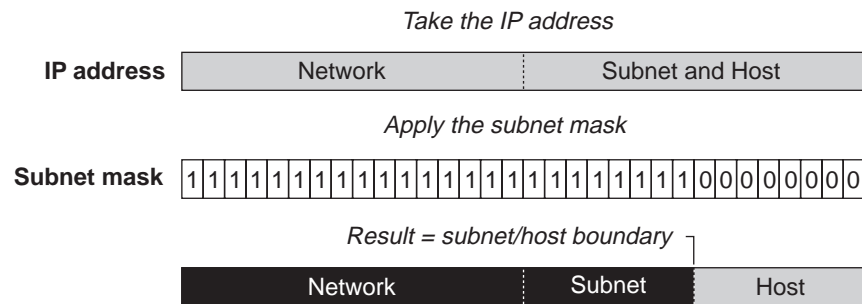 Take the IP address
IP address Network Subnet and Host
Apply the subnet mask
Subnet mask 1 1 1 1 1 1 1 1 1 1 1 1 1 1 1 1 1 1 1 1 1 1 1 1 0 0 0 0 0 0 0 0
Result = subnet/host boundary
Network Subnet Host